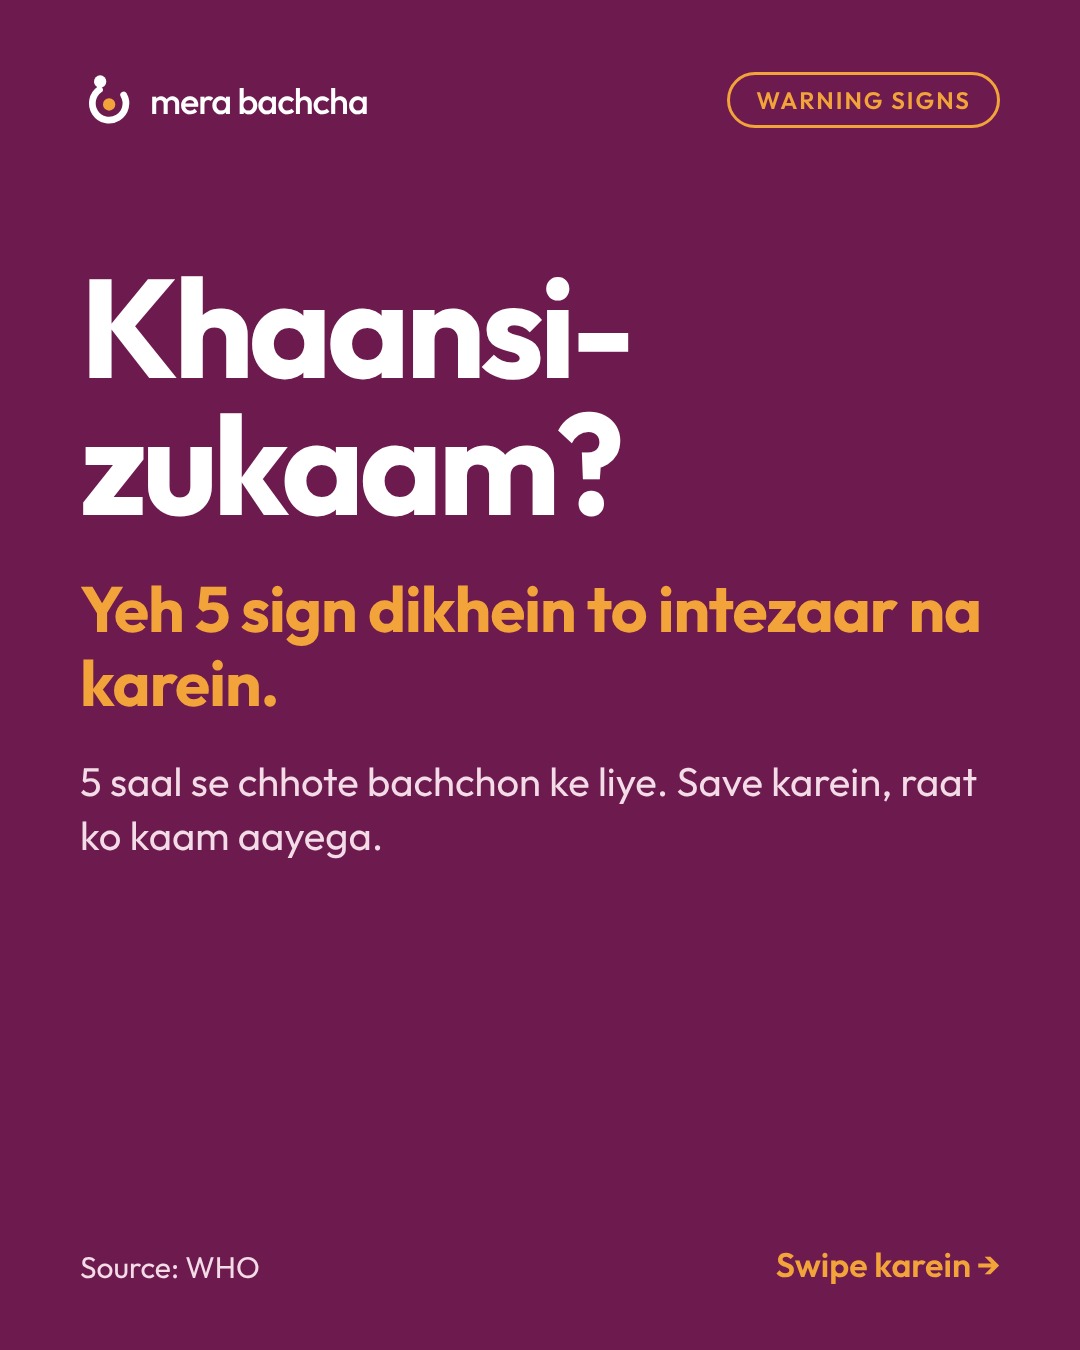 mera bachcha
WARNING SIGNS
Khaansi-
zukaam?
Yeh 5 sign dikhein to intezaar na
karein.
5 saal se chhote bachchon ke liye. Save karein, raat
ko kaam aayega.
Source: WHO
Swipe karein →